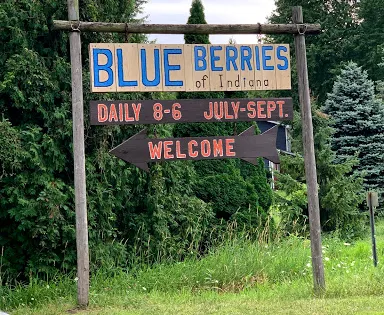 BLUE BERRIES
of Indiana
DAILY 8-6 JULY-SEPT.
WELCOME